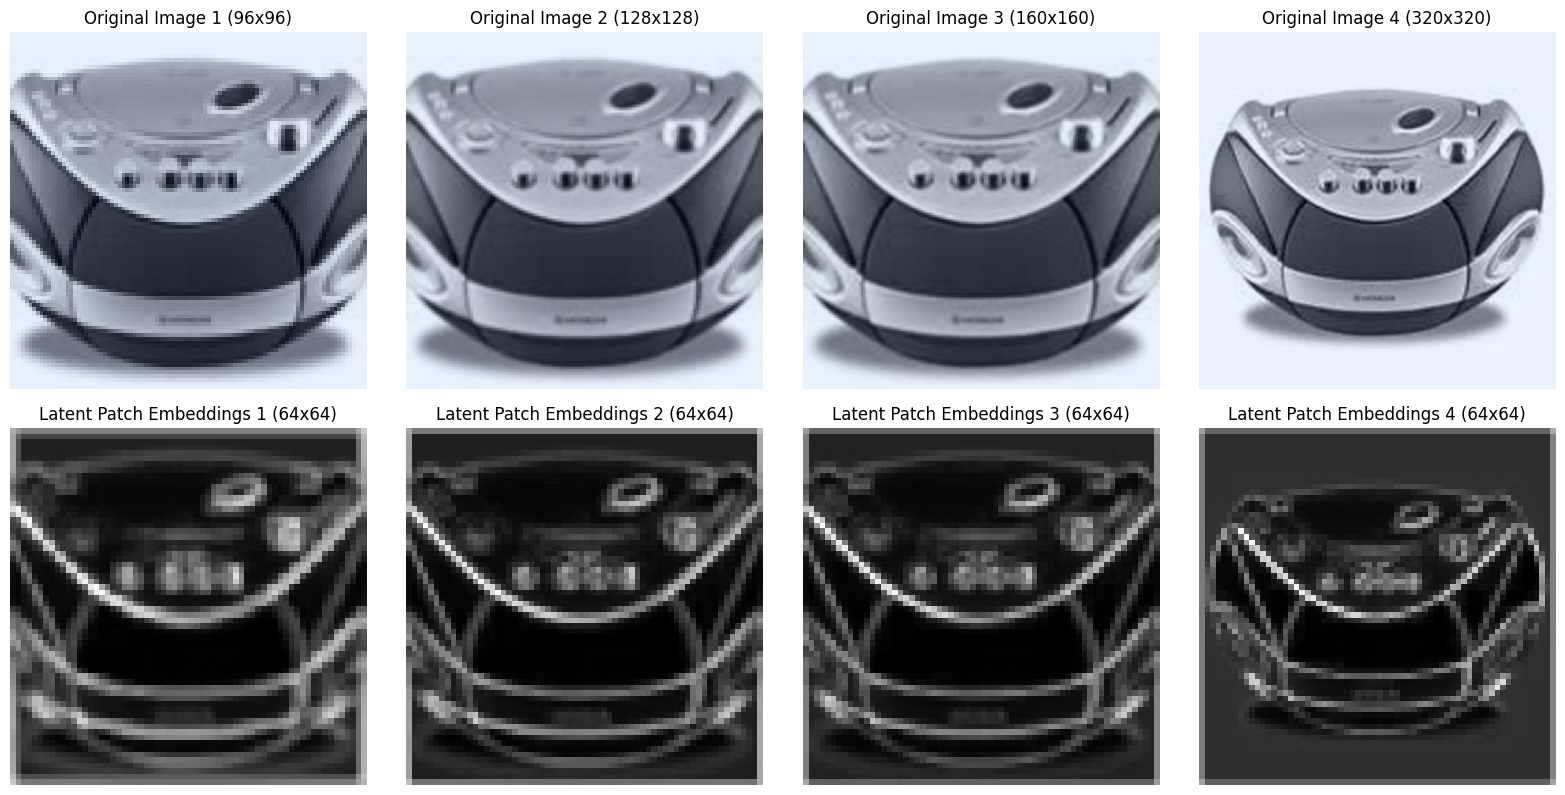 Original Image 1 (96x96)
Original Image 2 (128x128)
Original Image 3 (160x160)
Original Image 4 (320x320)
Latent Patch Embeddings 1 (64x64)
Latent Patch Embeddings 2 (64x64)
Latent Patch Embeddings 3 (64x64)
Latent Patch Embeddings 4 (64x64)